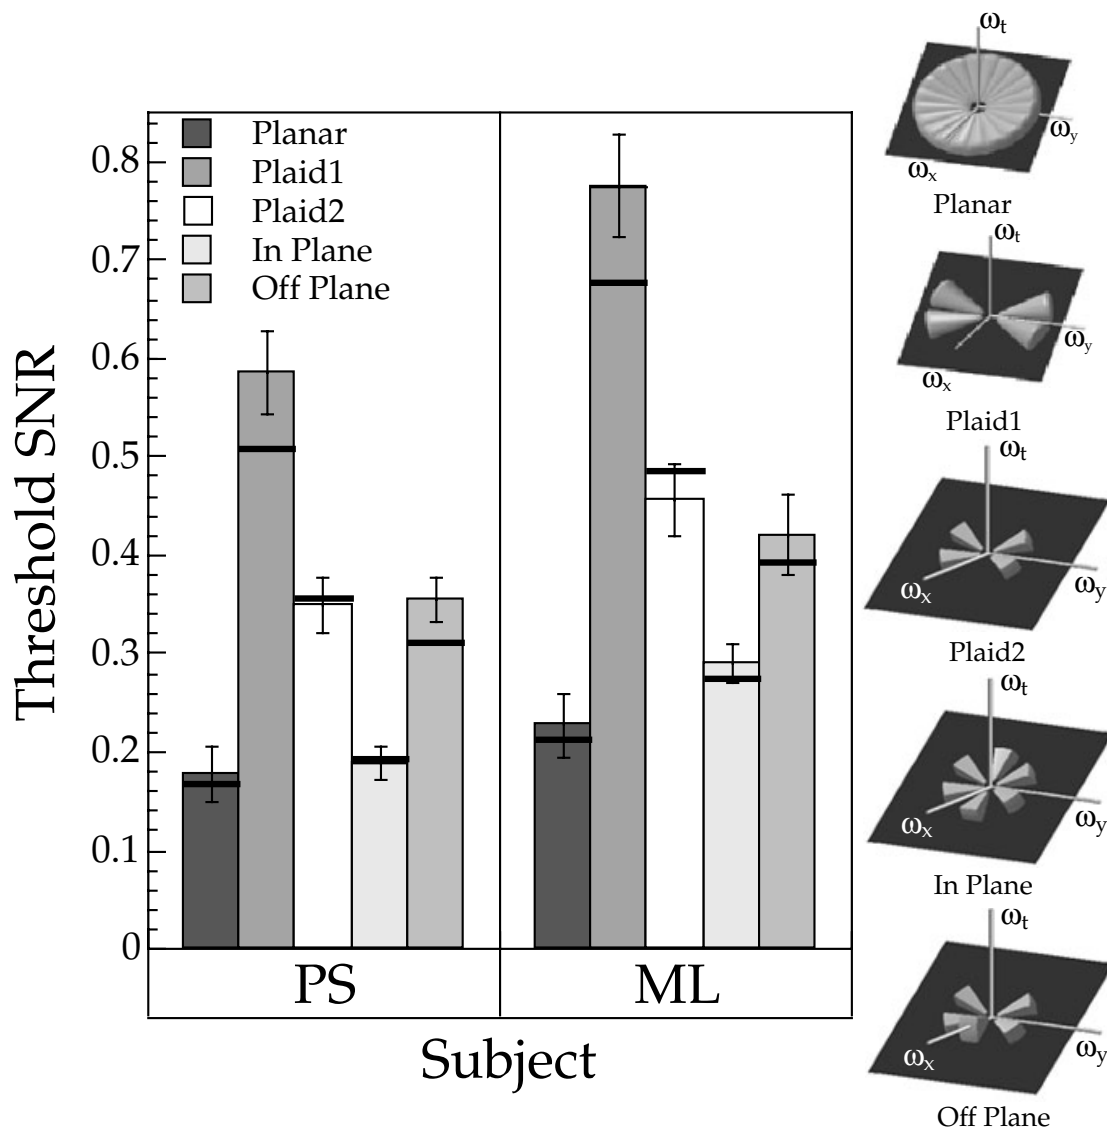 Threshold SNR
0.8
0.7
0.6
0.5
0.4
0.3
0.2
0.1
0
Planar
Plaid1
Plaid2
In Plane
Off Plane
PS
ML
Subject
ωt
ωy
ωx
Planar
ωt
ωy
ωx
Plaid1
ωt
ωx
ωy
Plaid2
ωt
ωx
ωy
In Plane
ωt
ωx
ωy
Off Plane